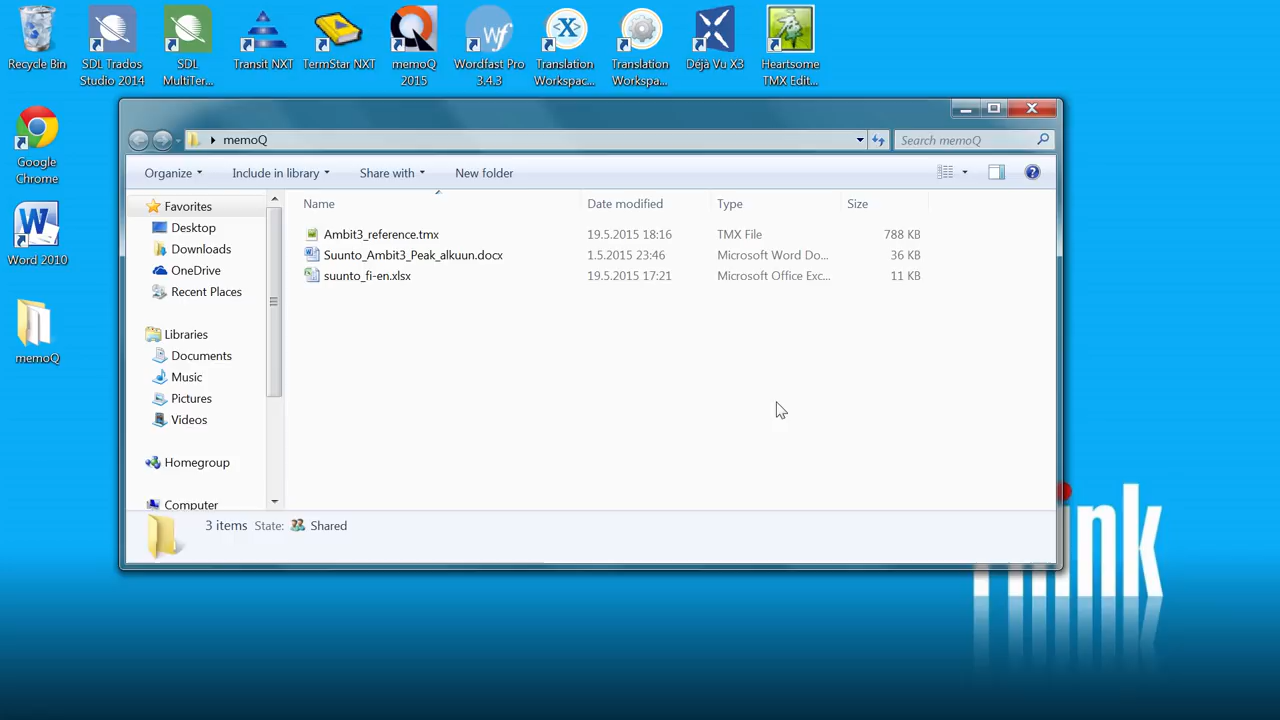 Recycle Bin
SDL Trados
Studio 2014
SDL
MultiTer...
Transit NXT
TermStar NXT
memoQ
2015
wf
Wordfast Pro
3.4.3
Translation
Workspac...
Translation
Workspa...
Déjà Vu X3
Heartsome
TMX Edit...
Google
Chrome
Word 2010
memoQ
memoQ
Search memoQ
Organize
Include in library
Share with
New folder
Name
Date modified
Type
Size
Ambit3_reference.tmx
19.5.2015 18:16
TMX File
788 KB
Suunto_Ambit3_Peak_alkuun.docx
1.5.2015 23:46
Microsoft Word Do...
36 KB
suunto_fi-en.xlsx
19.5.2015 17:21
Microsoft Office Exc...
11 KB
Favorites
Desktop
Downloads
OneDrive
Recent Places
Libraries
Documents
Music
Pictures
Videos
Homegroup
Computer
3 items
State:
Shared